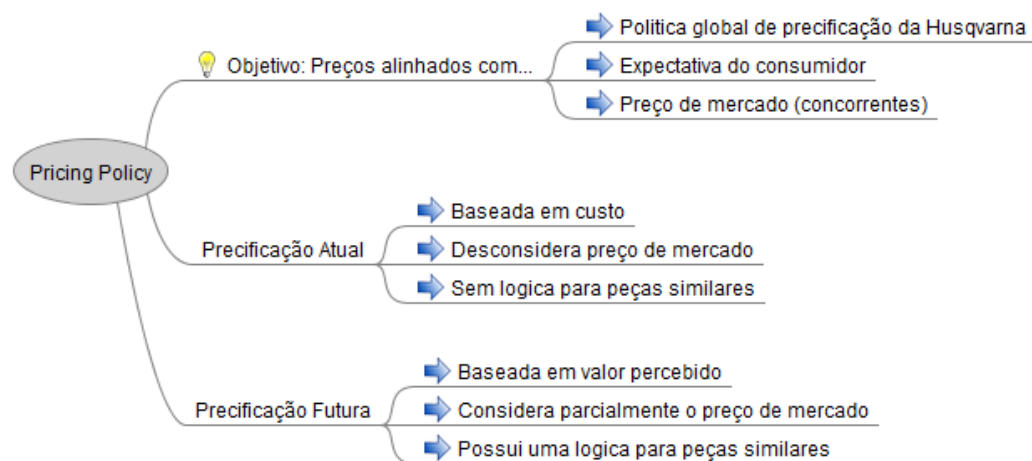 Pricing Policy
Objetivo: Preços alinhados com...
Politica global de precificação da Husqvarna
Expectativa do consumidor
Preço de mercado (concorrentes)
Precificação Atual
Baseada em custo
Desconsidera preço de mercado
Sem logica para peças similares
Precificação Futura
Baseada em valor percebido
Considera parcialmente o preço de mercado
Possui uma logica para peças similares